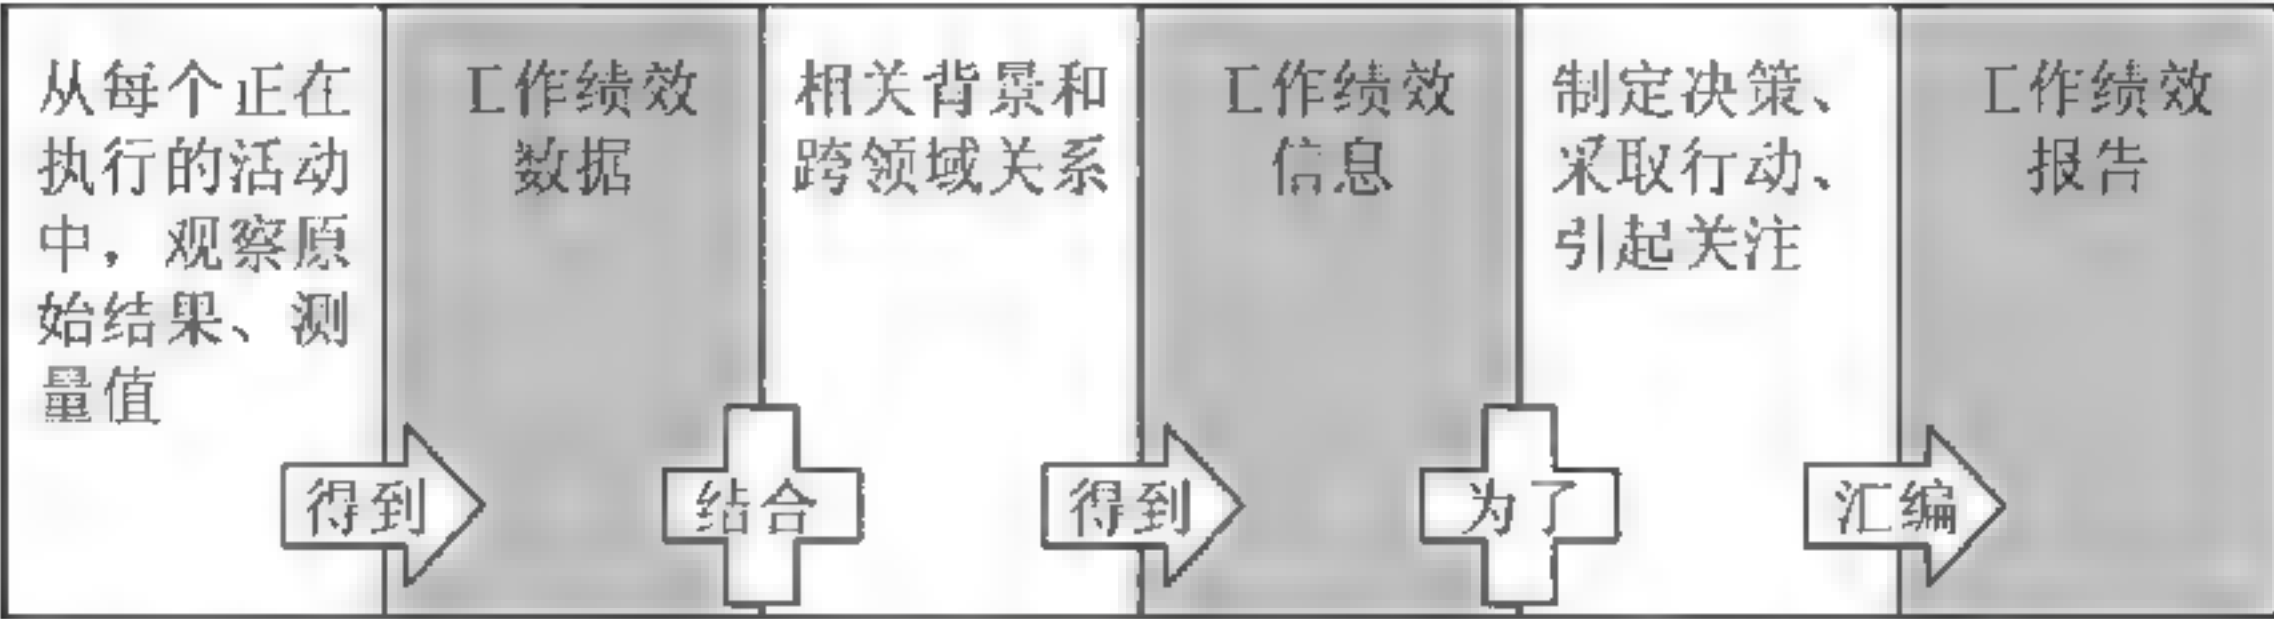 从每个正在
执行的活动
中，观察原
始结果、测
量值
得到
工作绩效
数据
结合
相关背景和
跨领域关系
得到
工作绩效
信息
为了
制定决策、
采取行动、
引起关注
汇编
工作绩效
报告